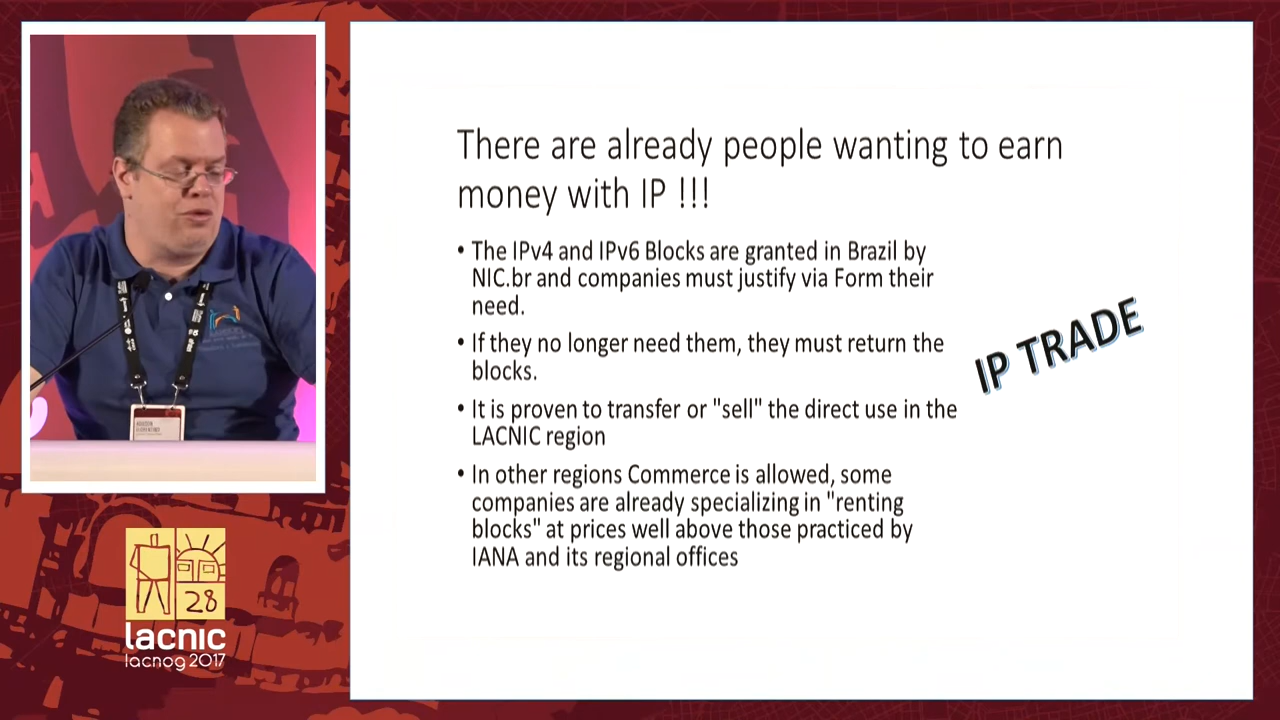 There are already people wanting to earn
money with IP !!!
• The IPv4 and IPv6 Blocks are granted in Brazil by
NIC.br and companies must justify via Form their
need.
• If they no longer need them, they must return the
blocks.
• It is proven to transfer or "sell" the direct use in the
LACNIC region
• In other regions Commerce is allowed, some
companies are already specializing in "renting
blocks" at prices well above those practiced by
IANA and its regional offices
IP TRADE
28
lacnic
lacnog 2017